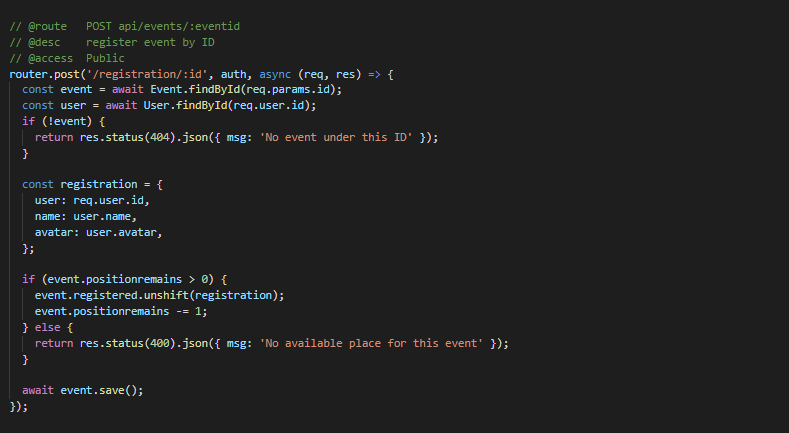 // @route   POST api/events/:eventid
// @desc    register event by ID
// @access  Public
router.post('/registration/:id', auth, async (req, res) => {
  const event = await Event.findById(req.params.id);
  const user = await User.findById(req.user.id);
  if (!event) {
    return res.status(404).json({ msg: 'No event under this ID' });
  }

  const registration = {
    user: req.user.id,
    name: user.name,
    avatar: user.avatar,
  };

  if (event.positionremains > 0) {
    event.registered.unshift(registration);
    event.positionremains -= 1;
  } else {
    return res.status(400).json({ msg: 'No available place for this event' });
  }

  await event.save();
});